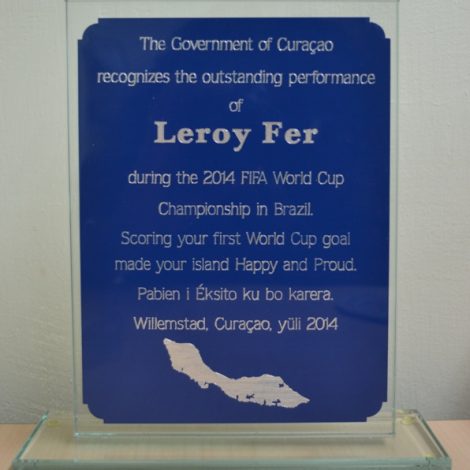 The Government of Curaçao
recognizes the outstanding performance
of
Leroy Fer
during the 2014 FIFA World Cup
Championship in Brazil.
Scoring your first World Cup goal
made your island Happy and Proud.
Pabien i Éksito ku bo karera.
Willemstad, Curaçao, yüli 2014